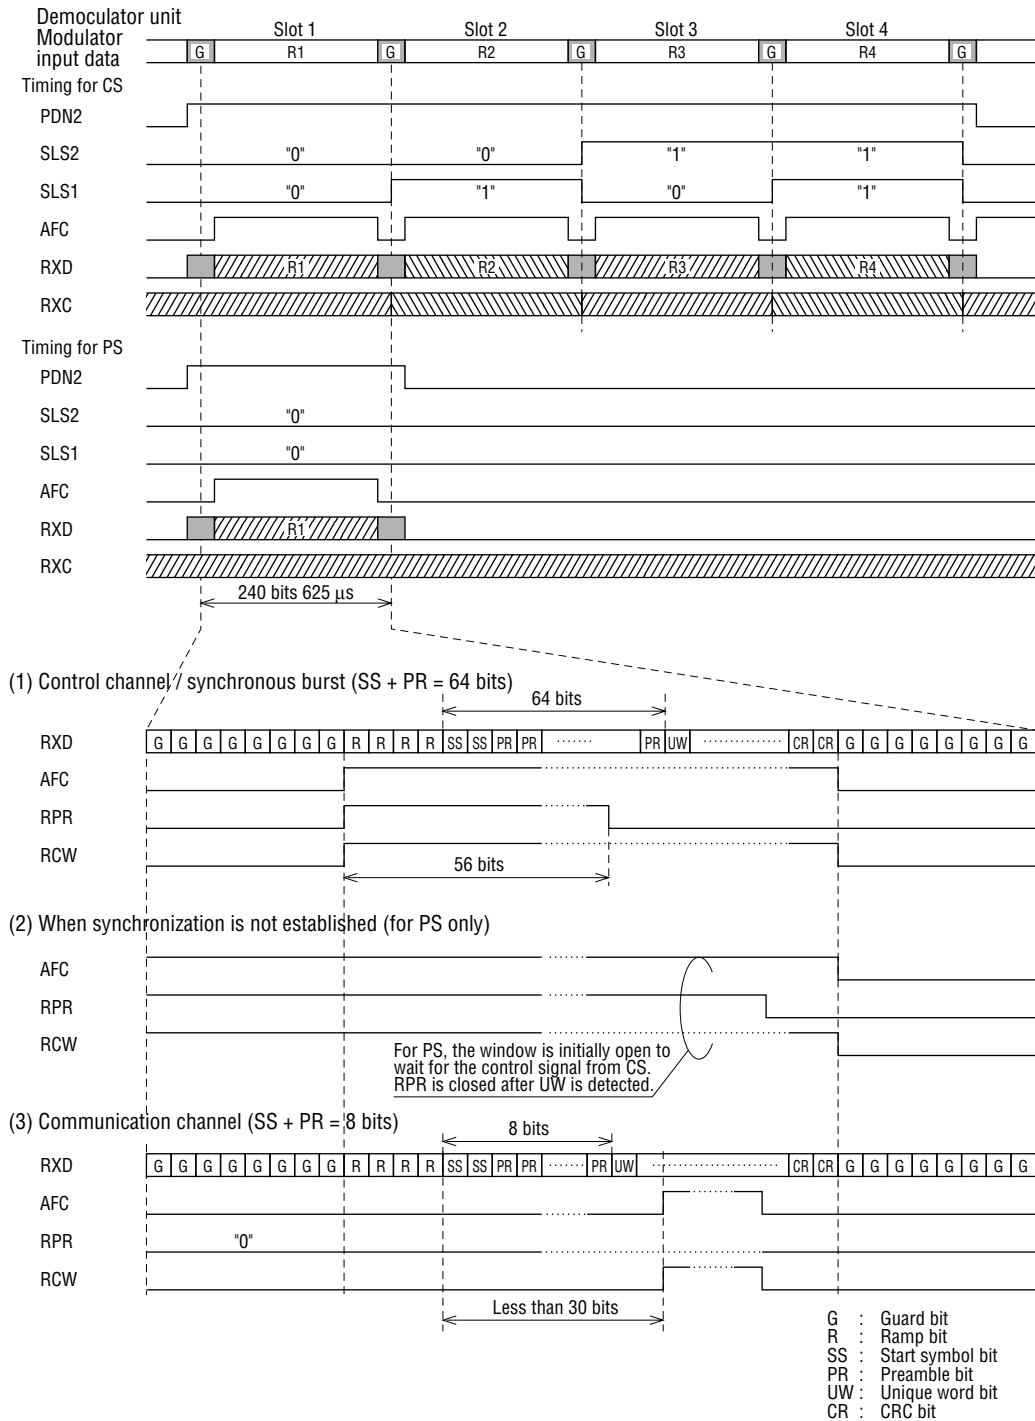 Democulator unit
Modulator
input data
Slot 1 Slot 2 Slot 3 Slot 4
G R1 G R2 G R3 G R4 G
Timing for CS
PDN2
SLS2 "0" "0" "1" "1"
SLS1 "0" "1" "0" "1"
AFC
RXD R1 R2 R3 R4
RXC
Timing for PS
PDN2
SLS2 "0"
SLS1 "0"
AFC
RXD R1
RXC
240 bits 625 μs
(1) Control channel / synchronous burst (SS + PR = 64 bits)
64 bits
RXD G G G G G G G G R R R R SS SS PR PR ······· PR UW ··············· CR CR G G G G G G G G
AFC
RPR
RCW
56 bits
(2) When synchronization is not established (for PS only)
AFC
RPR
RCW
For PS, the window is initially open to
wait for the control signal from CS.
RPR is closed after UW is detected.
(3) Communication channel (SS + PR = 8 bits)
8 bits
RXD G G G G G G G G R R R R SS SS PR PR ······· PR UW ······················· CR CR G G G G G G G G
AFC
RPR "0"
RCW
Less than 30 bits
G : Guard bit
R : Ramp bit
SS : Start symbol bit
PR : Preamble bit
UW : Unique word bit
CR : CRC bit